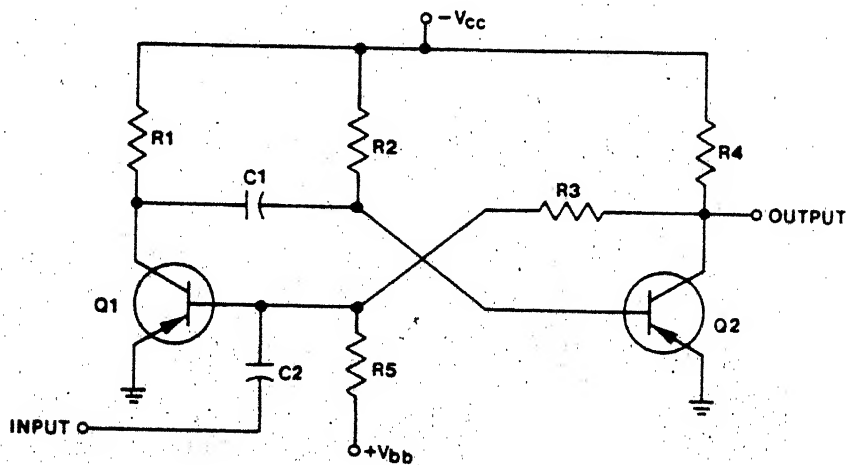 -Vcc
R1
R2
R4
C1
R3
OUTPUT
Q1
Q2
C2
R5
INPUT
+Vbb